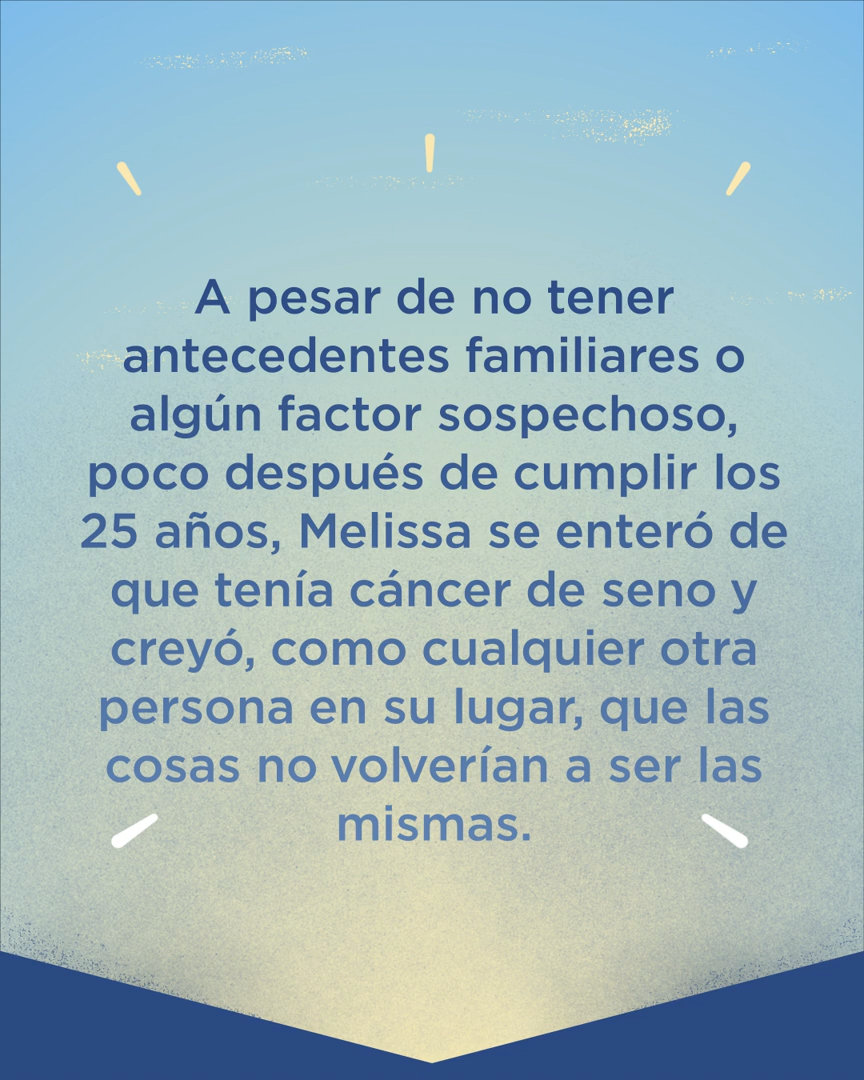 A pesar de no tener
antecedentes familiares o
algún factor sospechoso,
poco después de cumplir los
25 años, Melissa se enteró de
que tenía cáncer de seno y
creyó, como cualquier otra
persona en su lugar, que las
cosas no volverían a ser las
mismas.